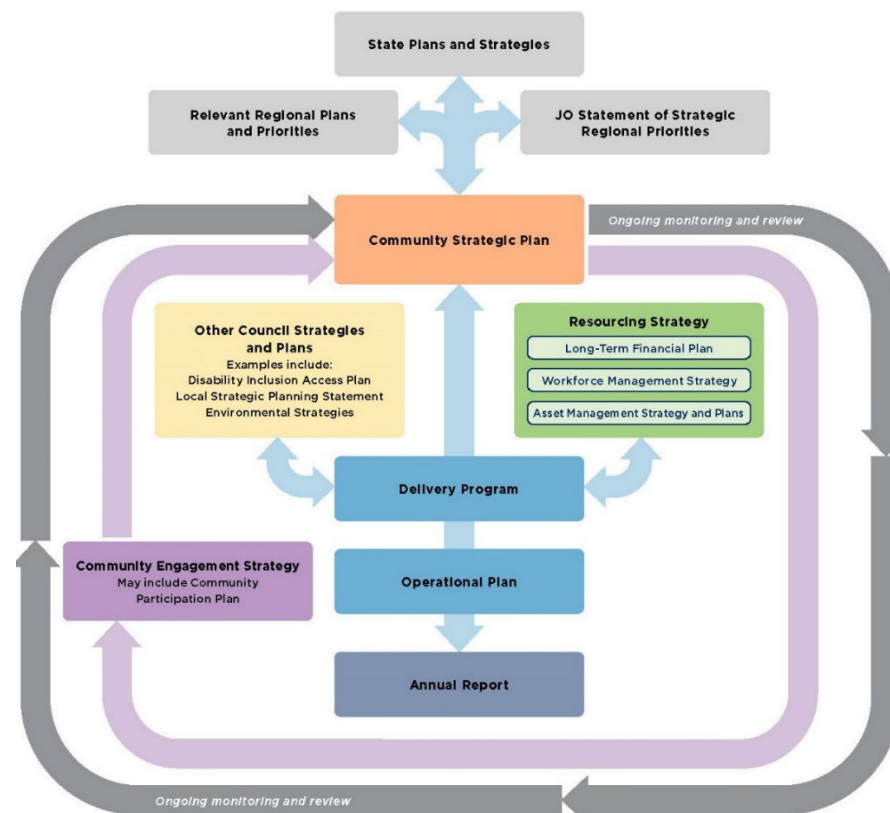 State Plans and Strategies
Relevant Regional Plans
and Priorities
JO Statement of Strategic
Regional Priorities
Ongoing monitoring and review
Community Strategic Plan
Other Council Strategies
and Plans
Examples include:
Disability Inclusion Access Plan
Local Strategic Planning Statement
Environmental Strategies
Resourcing Strategy
Long-Term Financial Plan
Workforce Management Strategy
Asset Management Strategy and Plans
Delivery Program
Community Engagement Strategy
May include Community
Participation Plan
Operational Plan
Annual Report
Ongoing monitoring and review